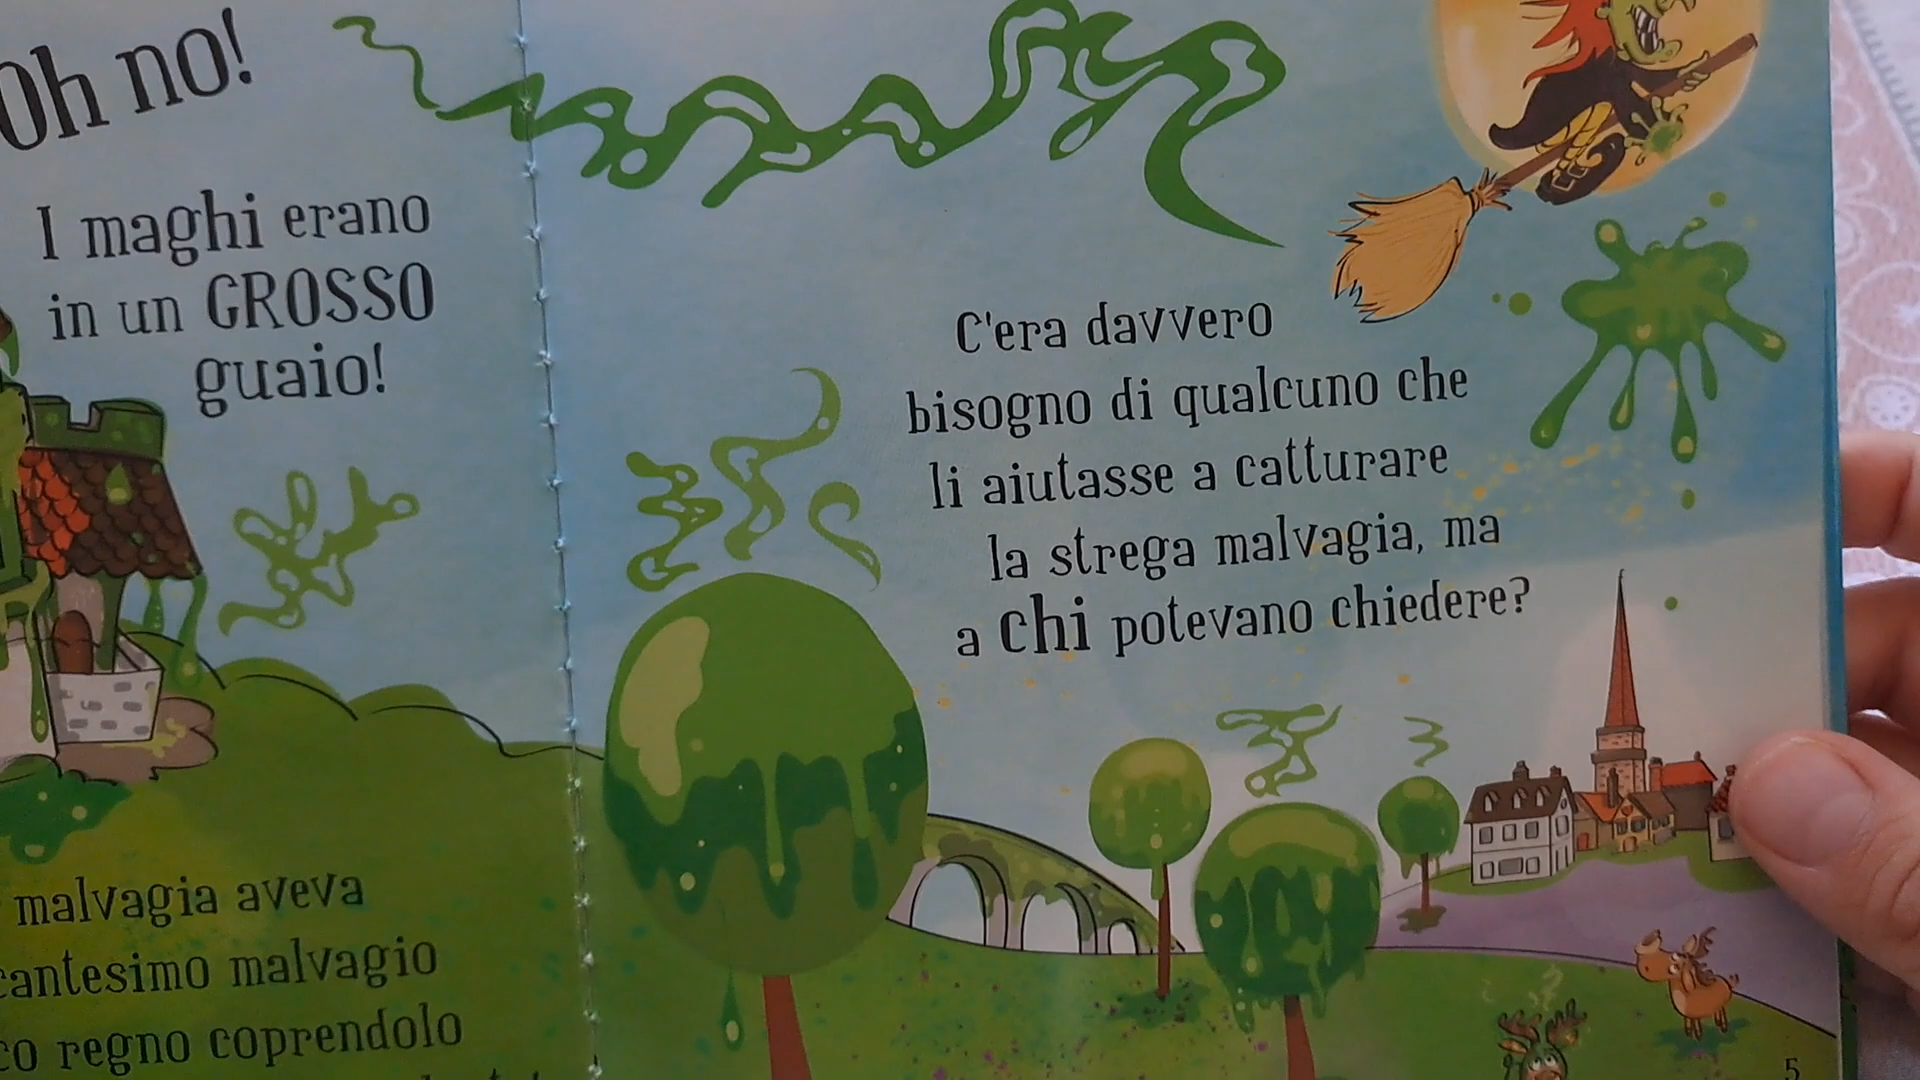 Oh no!
I maghi erano
in un GROSSO
guaio!
malvagia aveva
malvagio
regno coprendolo
C'era davvero
bisogno di qualcuno che
li aiutasse a catturare
la strega malvagia, ma
a chi potevano chiedere?
5